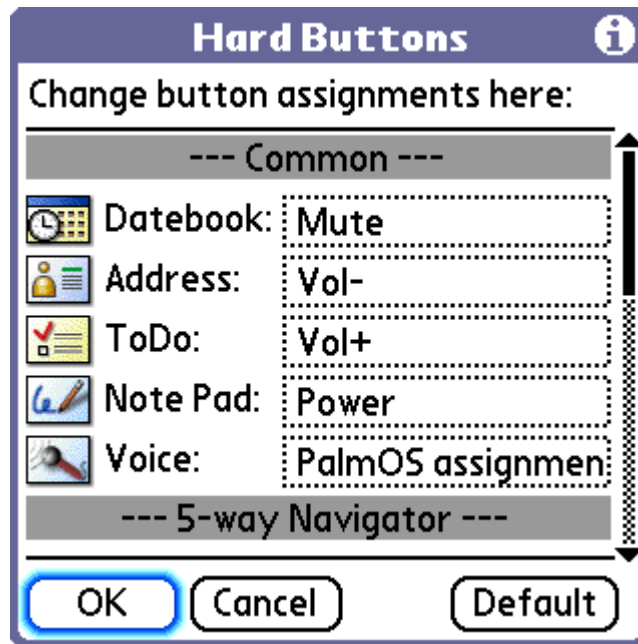 Hard Buttons
Change button assignments here:
--- Common ---
Datebook: Mute
Address: Vol-
ToDo: Vol+
Note Pad: Power
Voice: PalmOS assignmen
--- 5-way Navigator ---
OK Cancel Default